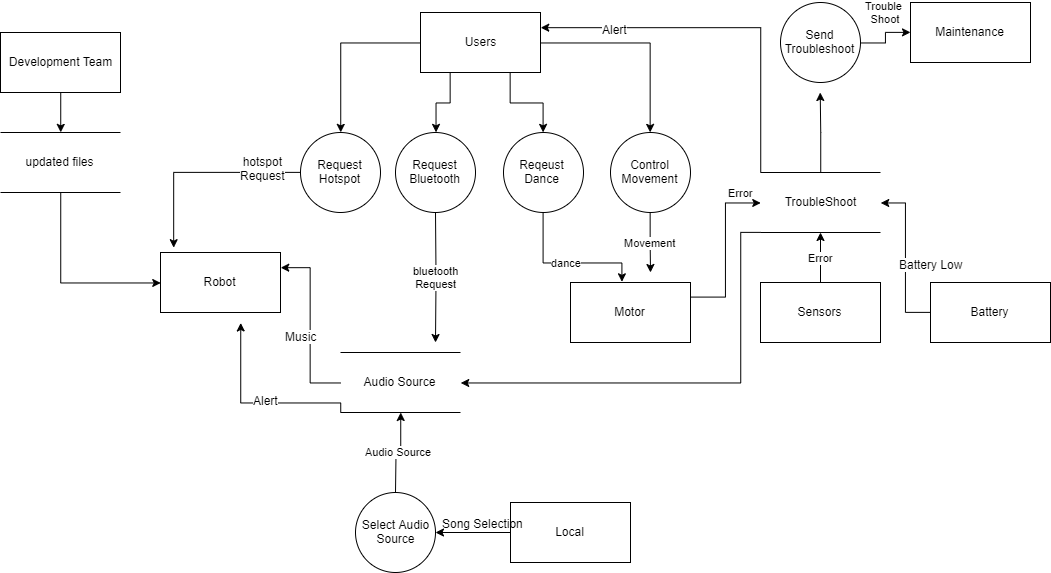 Trouble
Shoot
Users
Alert
Send
Troubleshoot
Maintenance
Development Team
updated files
hotspot
Request
Request
Hotspot
Request
Bluetooth
Reqeust
Dance
Control
Movement
Error
TroubleShoot
Movement
Robot
bluetooth
Request
dance
Error
Battery Low
Motor
Sensors
Battery
Music
Audio Source
Alert
Audio Source
Select Audio
Source
Song Selection
Local